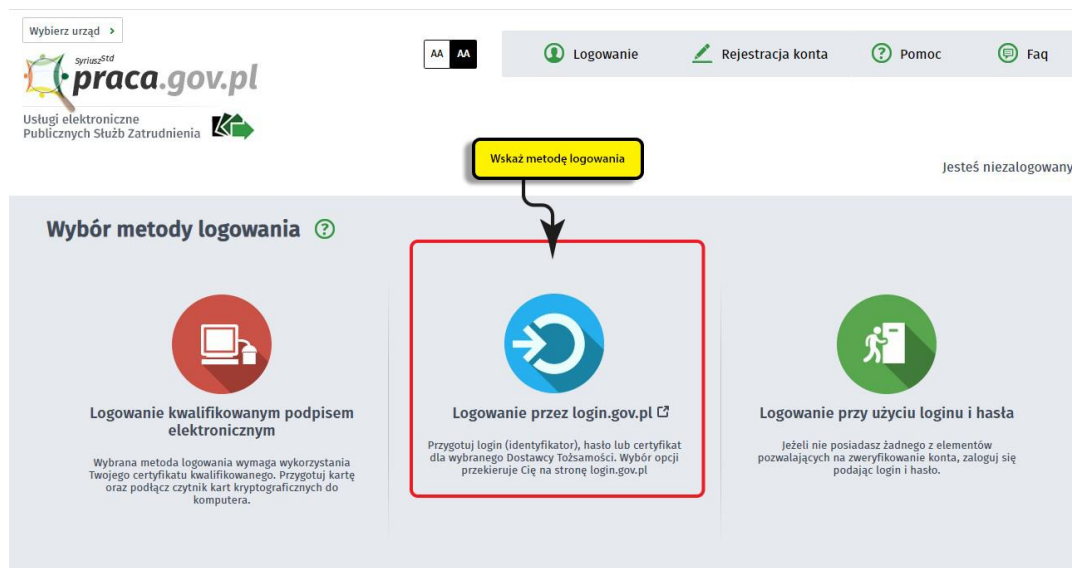 Wybierz urząd >
AA AA
Logowanie
Rejestracja konta
Pomoc
Faq
SyriuszStd
praca.gov.pl
Usługi elektroniczne
Publicznych Służb Zatrudnienia
Wskaż metodę logowania
Jesteś niezalogowany
Wybór metody logowania ?
Logowanie kwalifikowanym podpisem
elektronicznym
Wybrana metoda logowania wymaga wykorzystania
Twojego certyfikatu kwalifikowanego. Przygotuj kartę
oraz podłącz czytnik kart kryptograficznych do
komputera.
Logowanie przez login.gov.pl
Przygotuj login (identyfikator), hasło lub certyfikat
dla wybranego Dostawcy Tożsamości. Wybór opcji
przekieruje Cię na stronę login.gov.pl
Logowanie przy użyciu loginu i hasła
Jeżeli nie posiadasz żadnego z elementów
pozwalających na zweryfikowanie konta, zaloguj się
podając login i hasło.